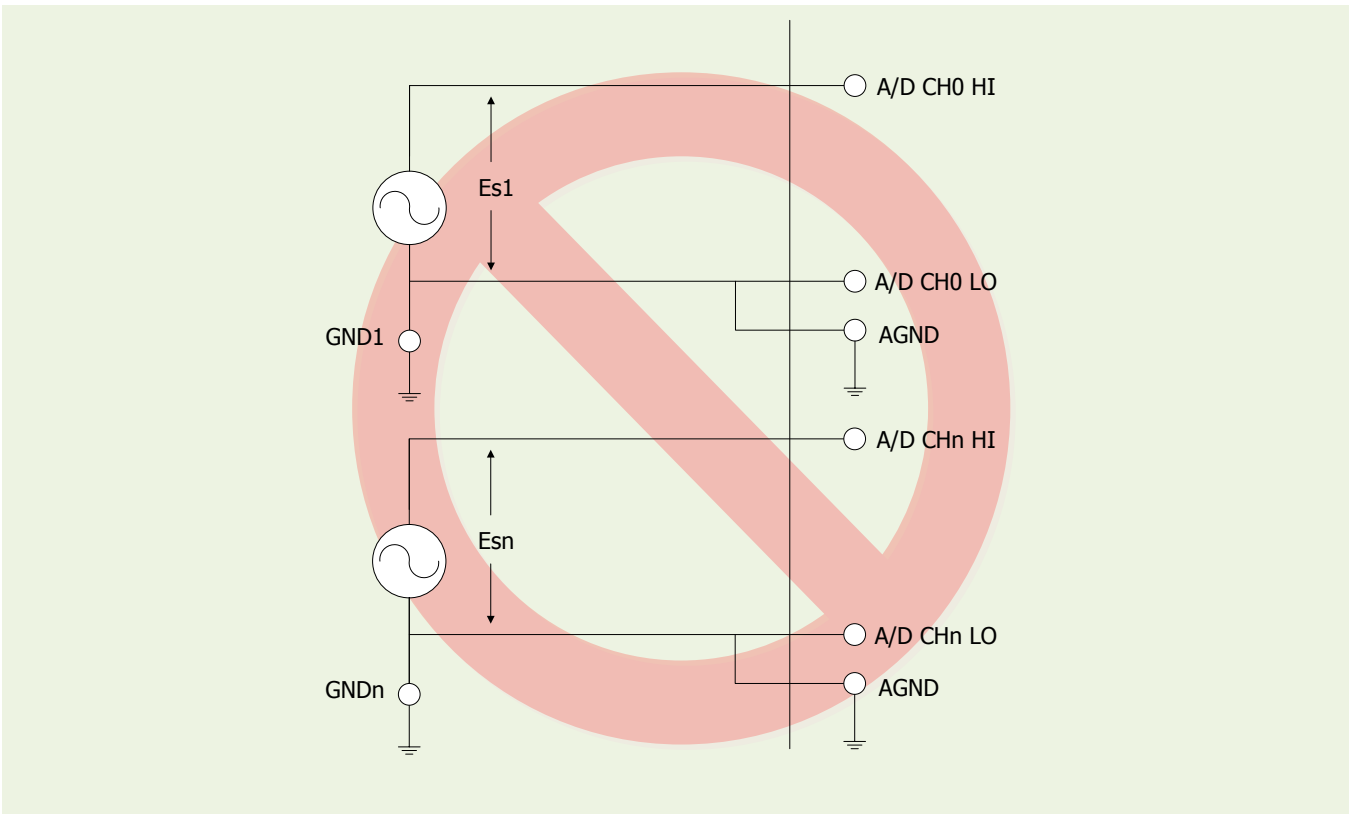 A/D CH0 HI
Es1
A/D CH0 LO
GND1
AGND
A/D CHn HI
Esn
A/D CHn LO
GNDn
AGND